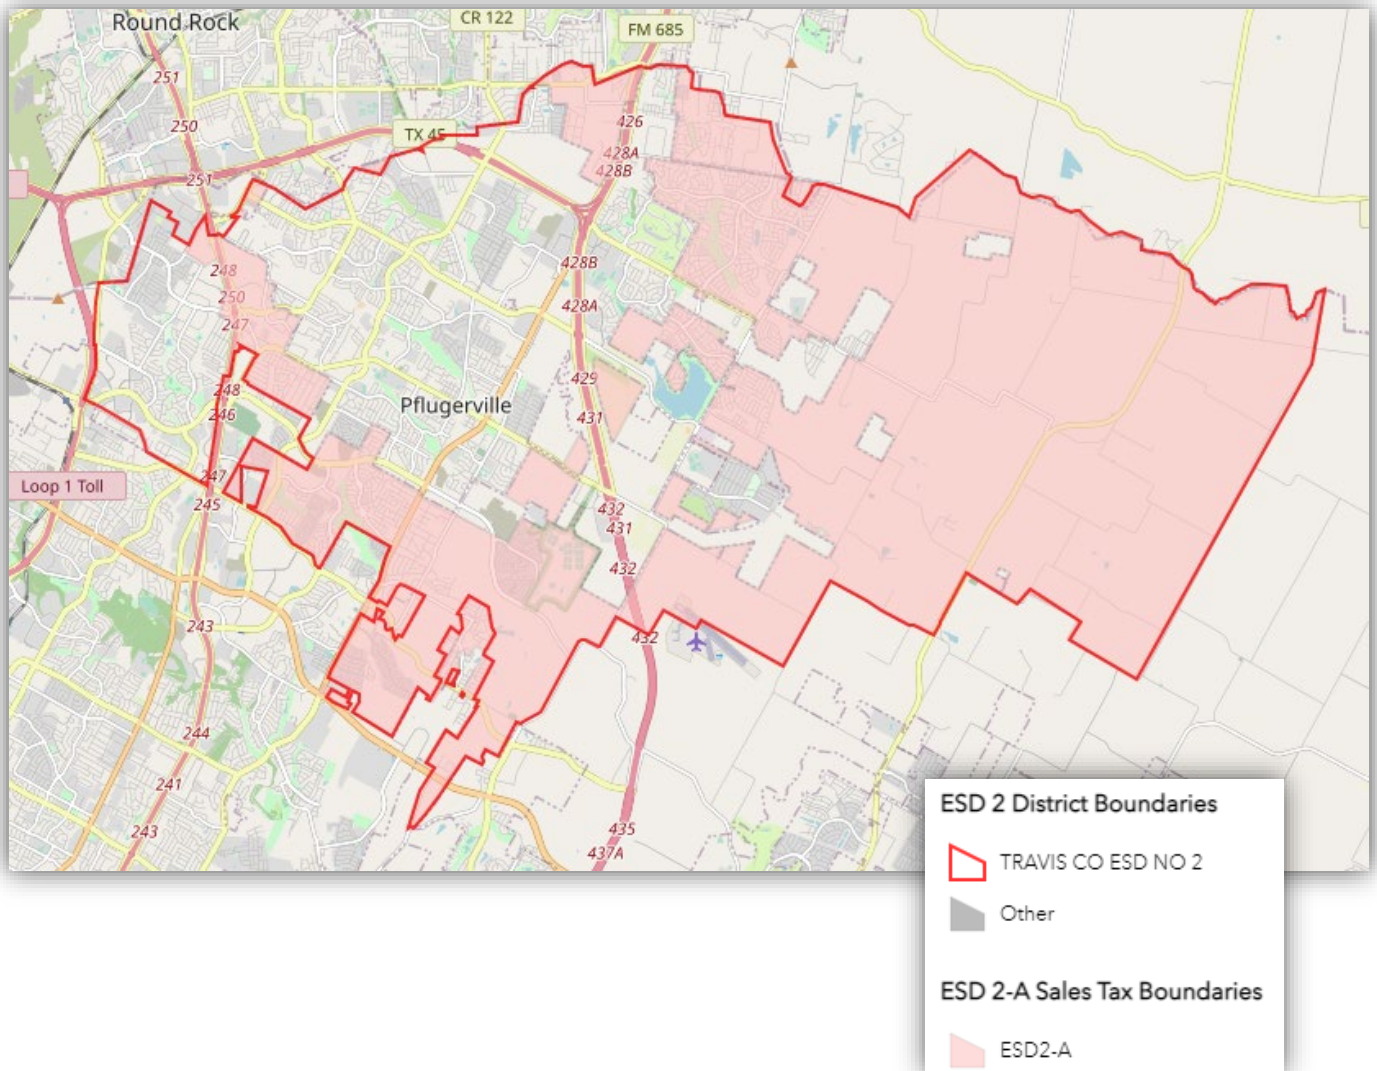 Round Rock
CR 122
FM 685
251
250
TX 45
426
428A
428B
251
248
250
247
428B
428A
429
431
248
246
Pflugerville
247
245
Loop 1 Toll
432
431
432
432
243
244
241
243
435
437A
ESD 2 District Boundaries
TRAVIS CO ESD NO 2
Other
ESD 2-A Sales Tax Boundaries
ESD2-A